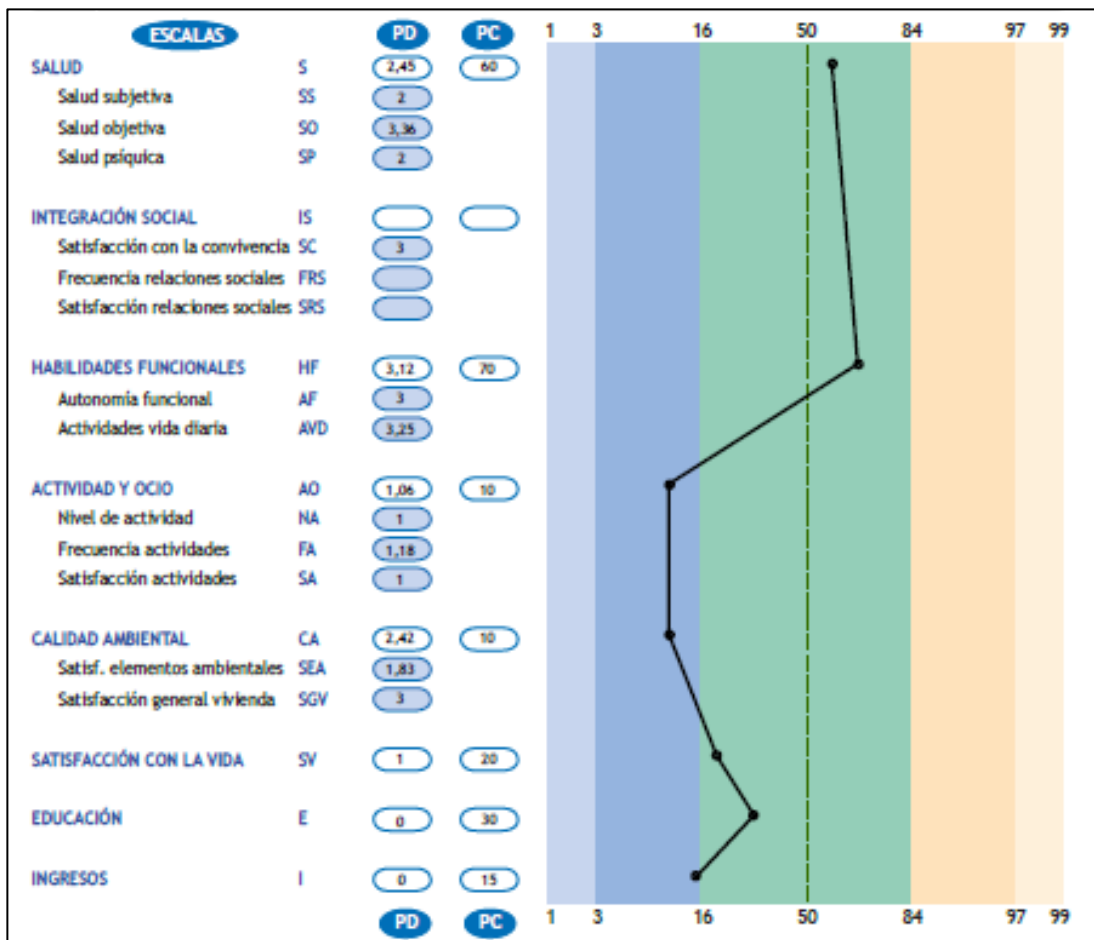 ESCALAS PD PC 1 3 16 50 84 97 99
SALUD S 2,45 60
Salud subjetiva SS 2
Salud objetiva SO 3,36
Salud psíquica SP 2
INTEGRACIÓN SOCIAL IS
Satisfacción con la convivencia SC 3
Frecuencia relaciones sociales FRS
Satisfacción relaciones sociales SRS
HABILIDADES FUNCIONALES HF 3,12 70
Autonomía funcional AF 3
Actividades vida diaria AVD 3,25
ACTIVIDAD Y OCIO AO 1,06 10
Nivel de actividad NA 1
Frecuencia actividades FA 1,18
Satisfacción actividades SA 1
CALIDAD AMBIENTAL CA 2,42 10
Satisf. elementos ambientales SEA 1,83
Satisfacción general vivienda SGV 3
SATISFACCIÓN CON LA VIDA SV 1 20
EDUCACIÓN E 0 30
INGRESOS I 0 15
PD PC 1 3 16 50 84 97 99